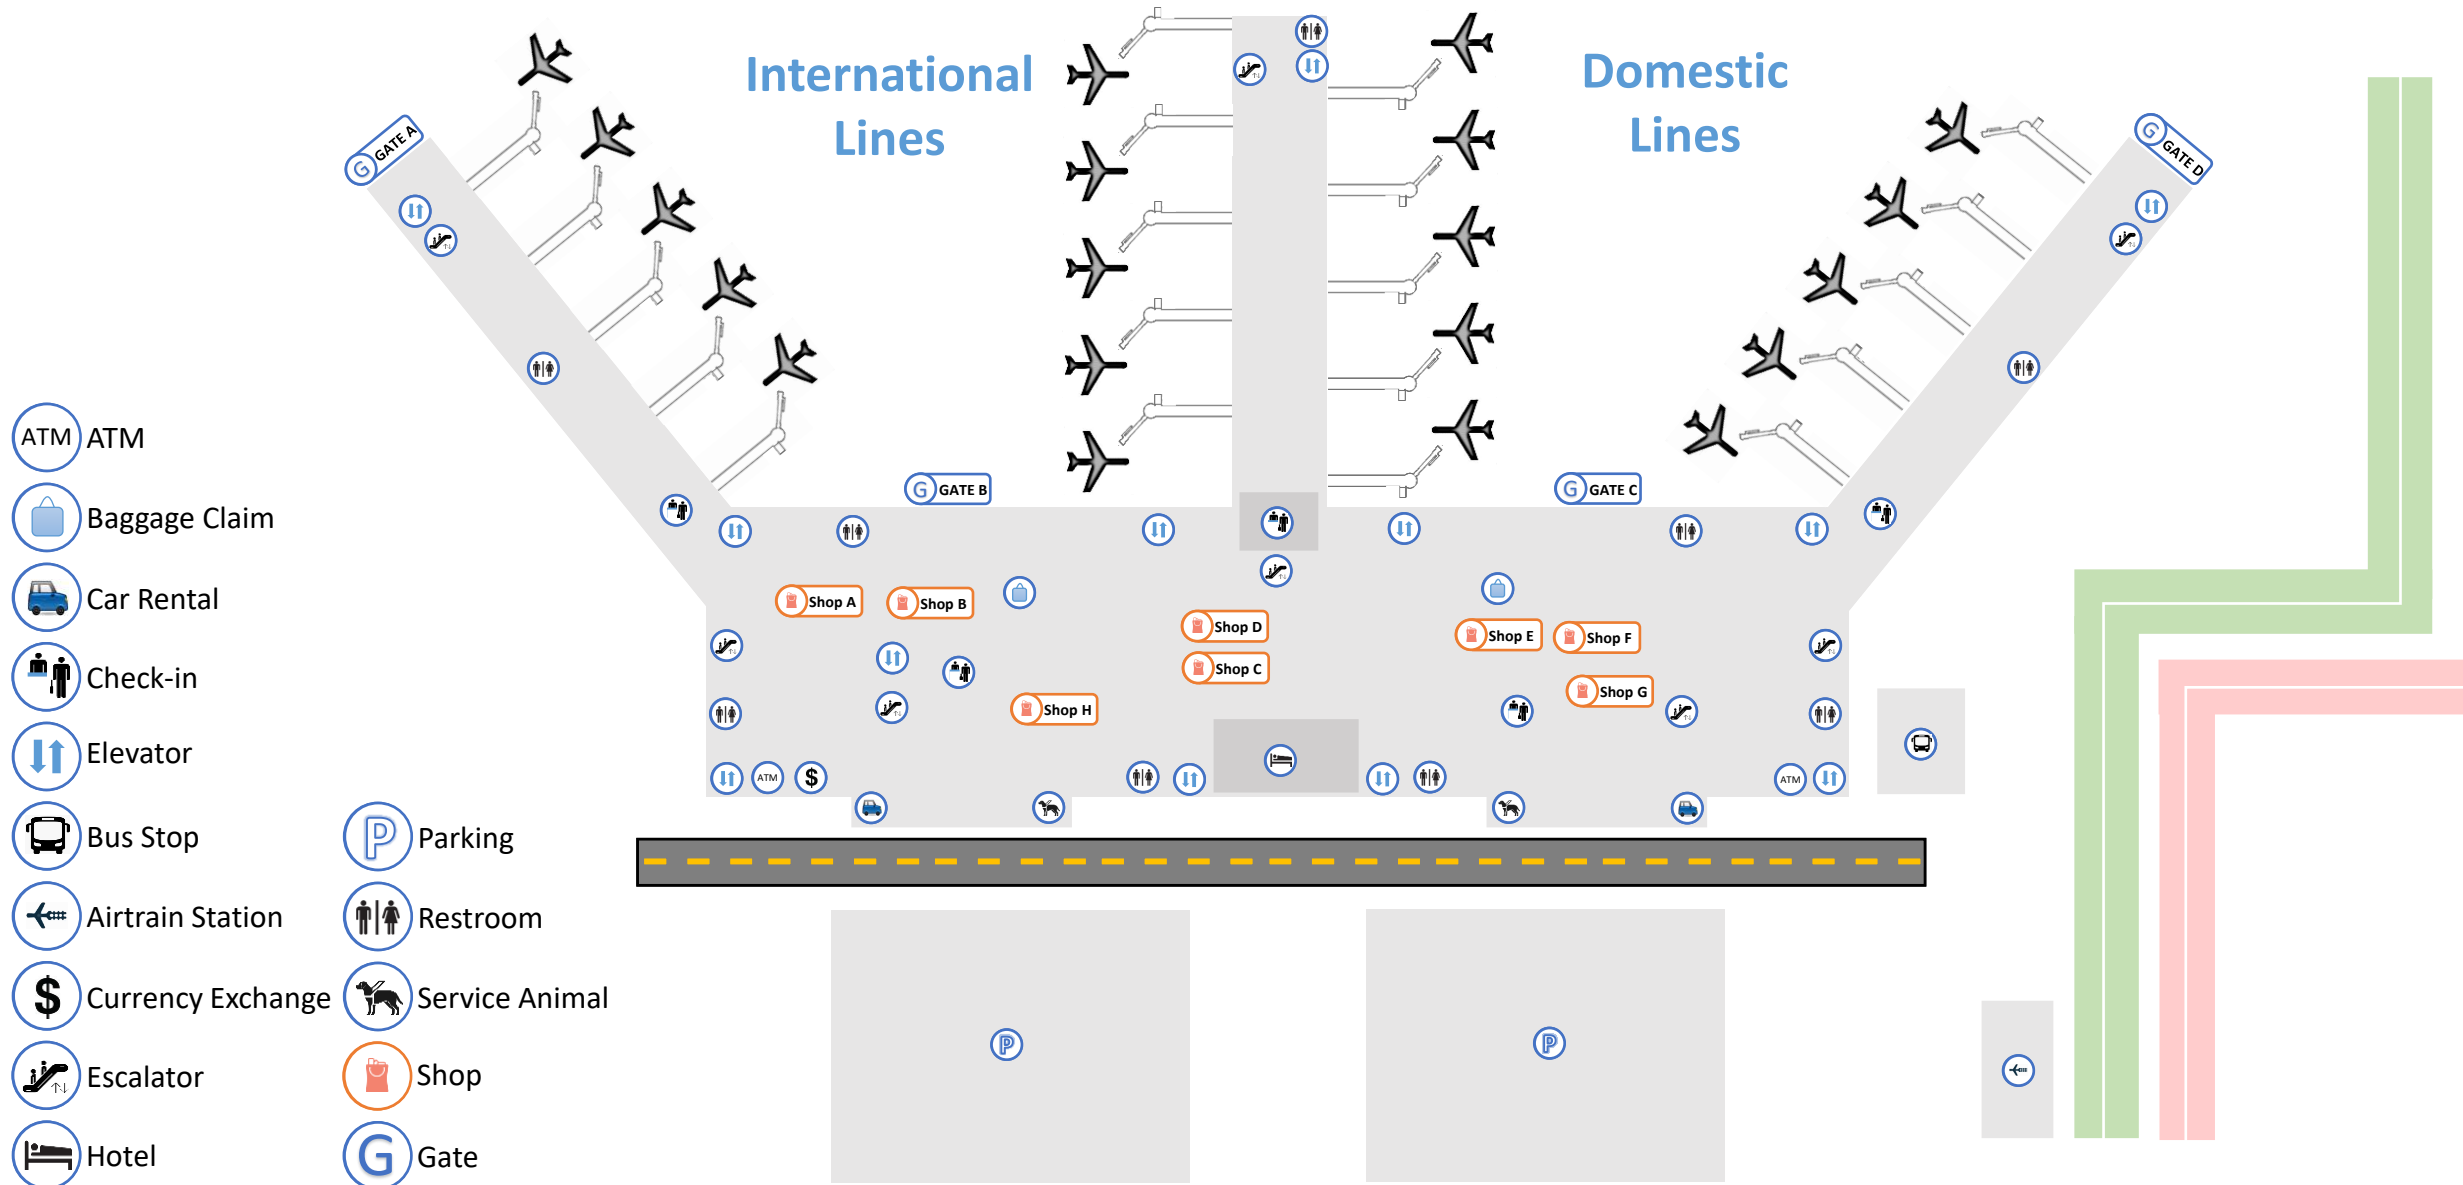 International
Lines
Domestic
Lines
GATE A
G
G
GATE D
G GATE B
G GATE C
Shop A
Shop B
Shop D
Shop C
Shop E
Shop F
Shop G
Shop H
ATM
$
ATM
P
P
ATM ATM
Baggage Claim
Car Rental
Check-in
Elevator
Bus Stop
Airtrain Station
$ Currency Exchange
Escalator
Hotel
P Parking
Restroom
Service Animal
Shop
G Gate